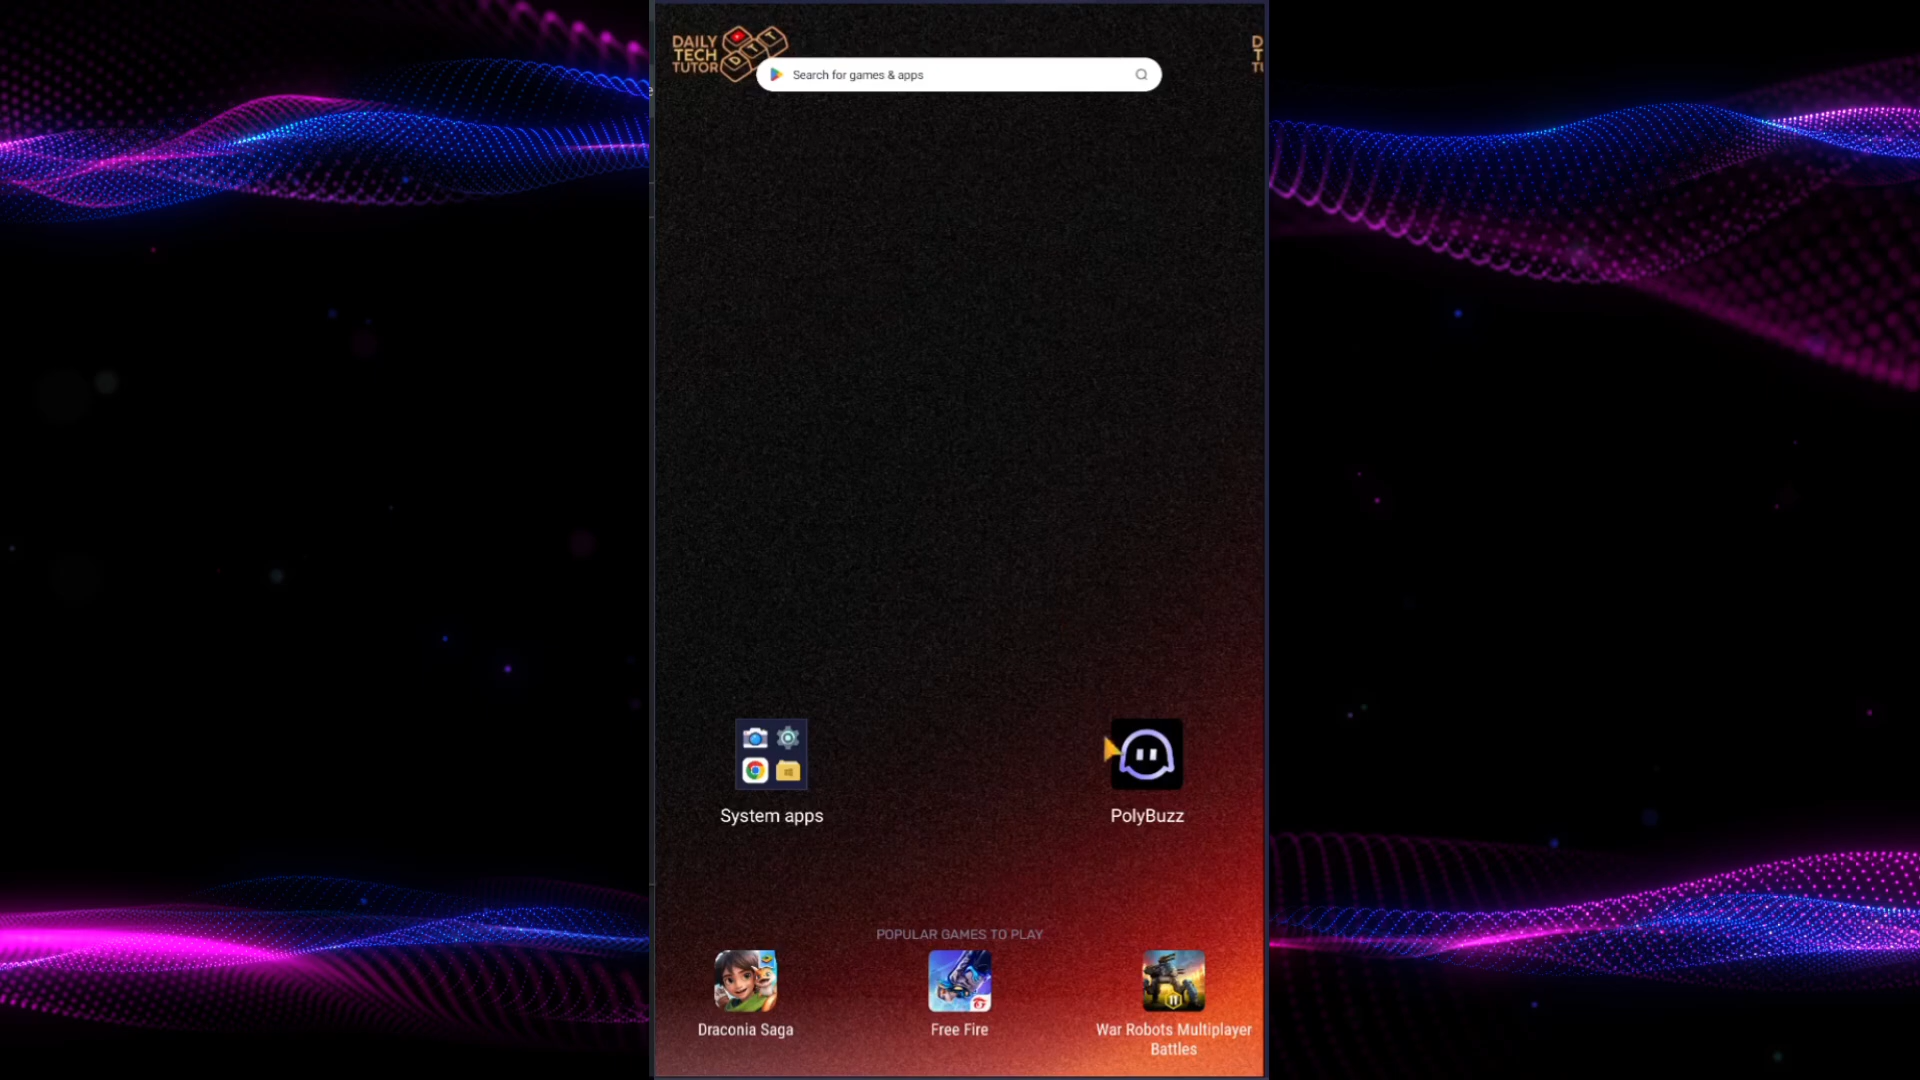 DAILY
TECH
TUTOR
D T T
Search for games & apps
System apps
PolyBuzz
POPULAR GAMES TO PLAY
Draconia Saga
Free Fire
War Robots Multiplayer
Battles